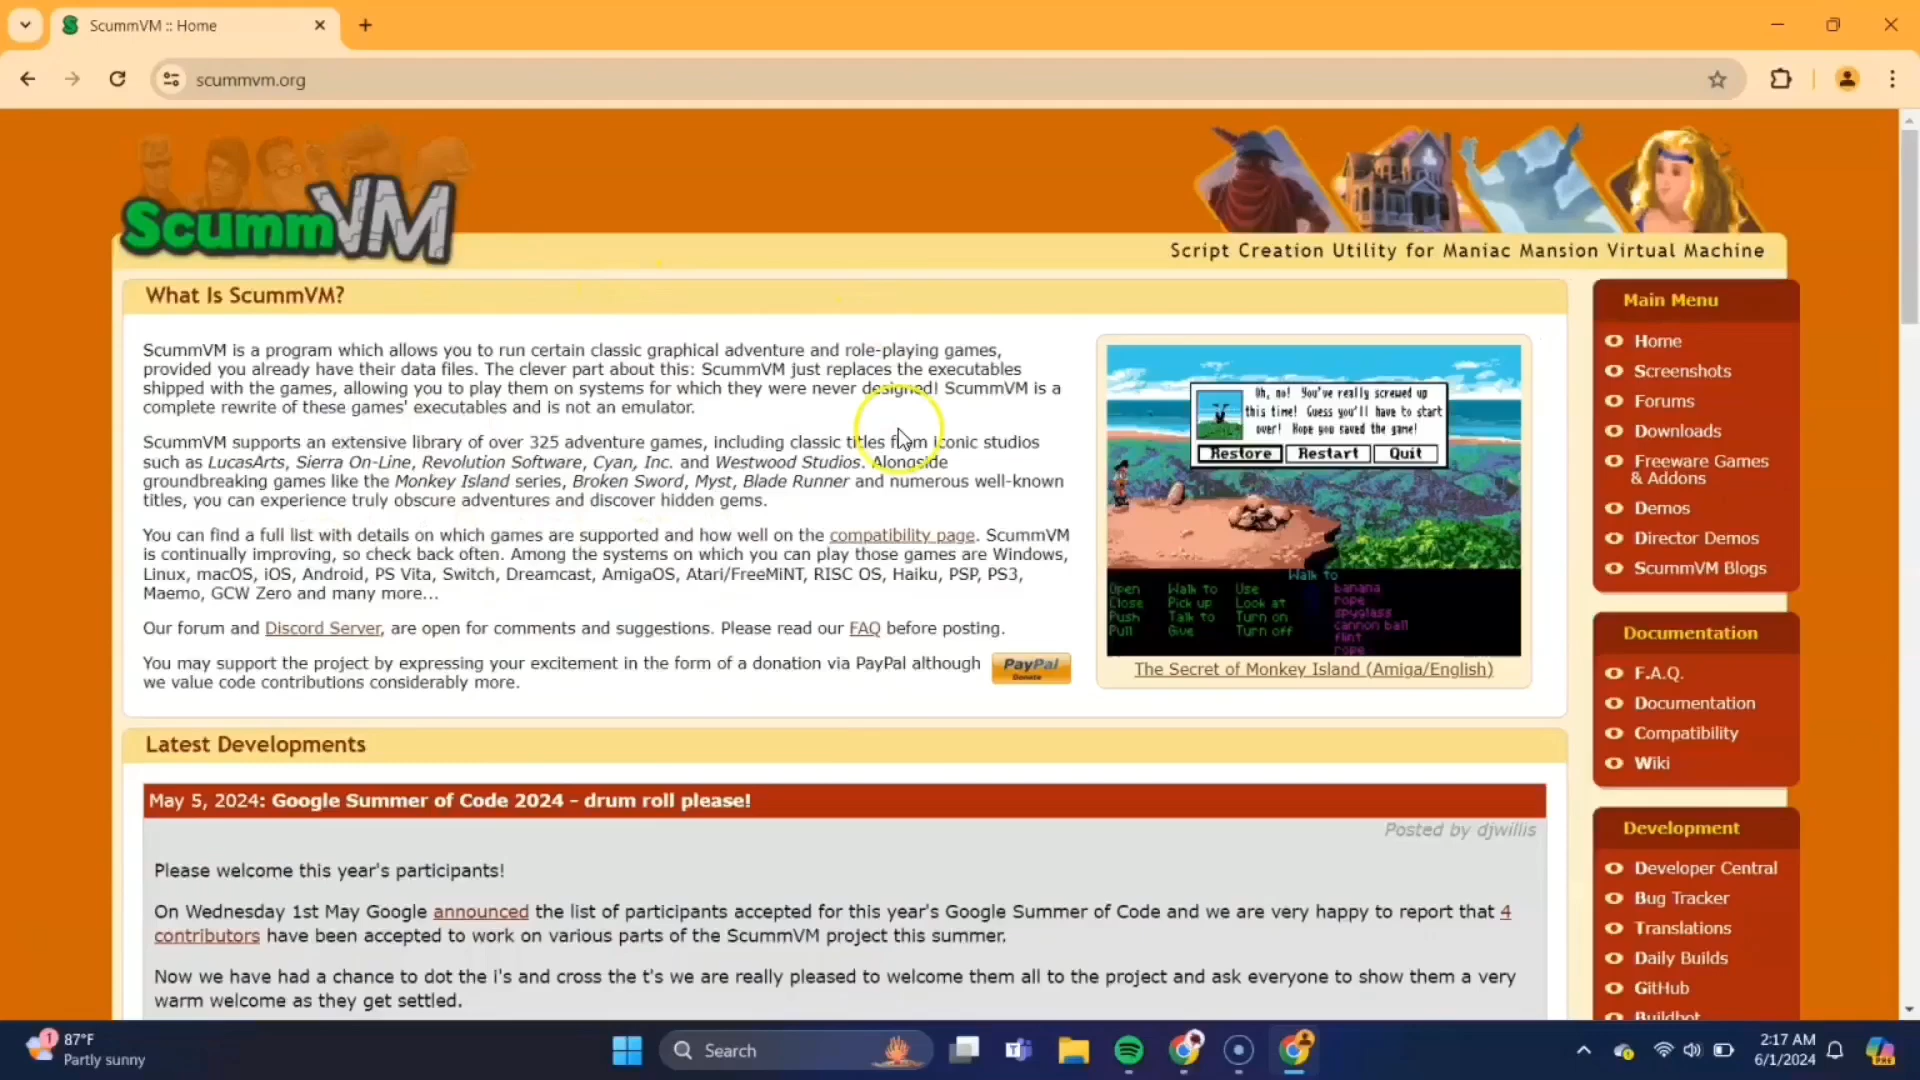 ScummVM :: Home
scummvm.org
ScummVM
Script Creation Utility for Maniac Mansion Virtual Machine
What Is ScummVM?
ScummVM is a program which allows you to run certain classic graphical adventure and role-playing games,
provided you already have their data files. The clever part about this: ScummVM just replaces the executables
shipped with the games, allowing you to play them on systems for which they were never designed! ScummVM is a
complete rewrite of these games' executables and is not an emulator.
ScummVM supports an extensive library of over 325 adventure games, including classic titles from iconic studios
such as LucasArts, Sierra On-Line, Revolution Software, Cyan, Inc. and Westwood Studios. Alongside
groundbreaking games like the Monkey Island series, Broken Sword, Myst, Blade Runner and numerous well-known
titles, you can experience truly obscure adventures and discover hidden gems.
You can find a full list with details on which games are supported and how well on the compatibility page. ScummVM
is continually improving, so check back often. Among the systems on which you can play those games are Windows,
Linux, macOS, iOS, Android, PS Vita, Switch, Dreamcast, AmigaOS, Atari/FreeMiNT, RISC OS, Haiku, PSP, PS3,
Maemo, GCW Zero and many more...
Our forum and Discord Server, are open for comments and suggestions. Please read our FAQ before posting.
You may support the project by expressing your excitement in the form of a donation via PayPal although
we value code contributions considerably more.
PayPal
Donate
Oh, no! You've really screwed up
this time! Guess you'll have to start
over! Hope you saved the game!
Restore Restart Quit
Walk to
Open Walk to Use banana
Close Pick up Look at rope
Push Talk to Turn on spyglass
Pull Give Turn off cannon ball
flint
rope
The Secret of Monkey Island (Amiga/English)
Main Menu
Home
Screenshots
Forums
Downloads
Freeware Games
& Addons
Demos
Director Demos
ScummVM Blogs
Documentation
F.A.Q.
Documentation
Compatibility
Wiki
Development
Developer Central
Bug Tracker
Translations
Daily Builds
GitHub
Buildbot
Latest Developments
May 5, 2024: Google Summer of Code 2024 - drum roll please!
Posted by djwillis
Please welcome this year's participants!
On Wednesday 1st May Google announced the list of participants accepted for this year's Google Summer of Code and we are very happy to report that 4
contributors have been accepted to work on various parts of the ScummVM project this summer.
Now we have had a chance to dot the i's and cross the t's we are really pleased to welcome them all to the project and ask everyone to show them a very
warm welcome as they get settled.
1
87°F
Partly sunny
Search
2:17 AM
6/1/2024
PRE